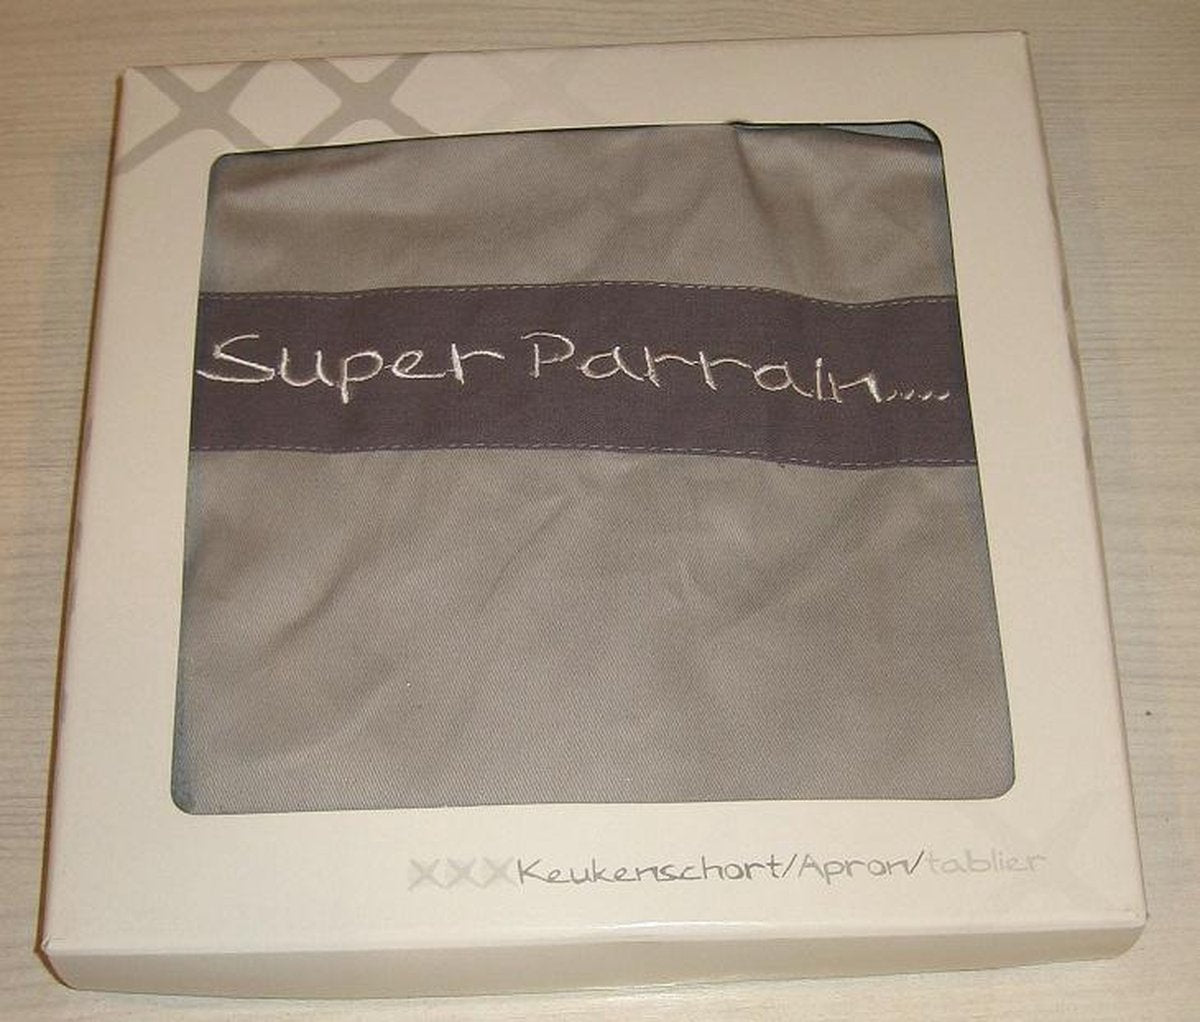 Super Parrain....
XXXKeukenschort/Apron/tablier